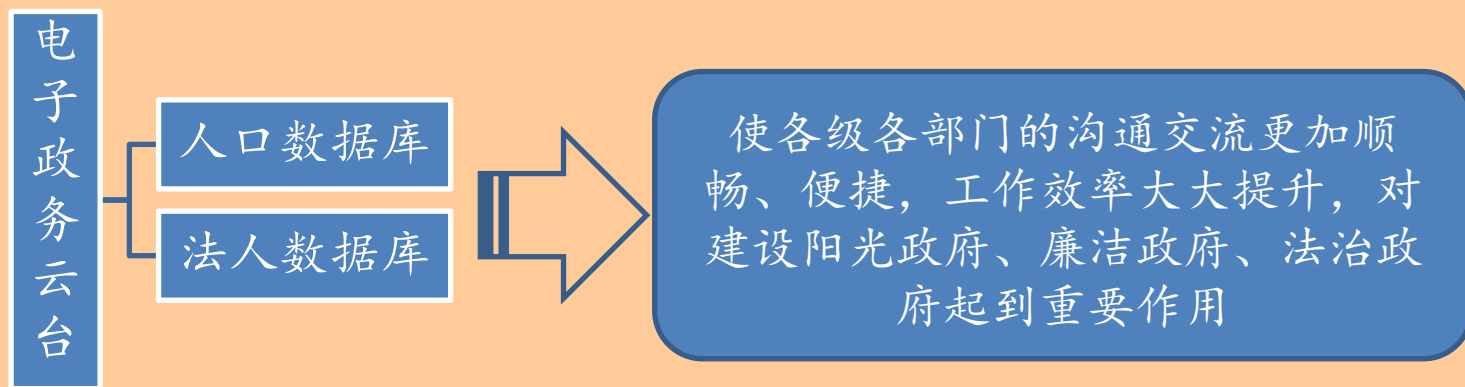 电子政务云台
人口数据库
法人数据库
使各级各部门的沟通交流更加顺
畅、便捷，工作效率大大提升，对
建设阳光政府、廉洁政府、法治政
府起到重要作用